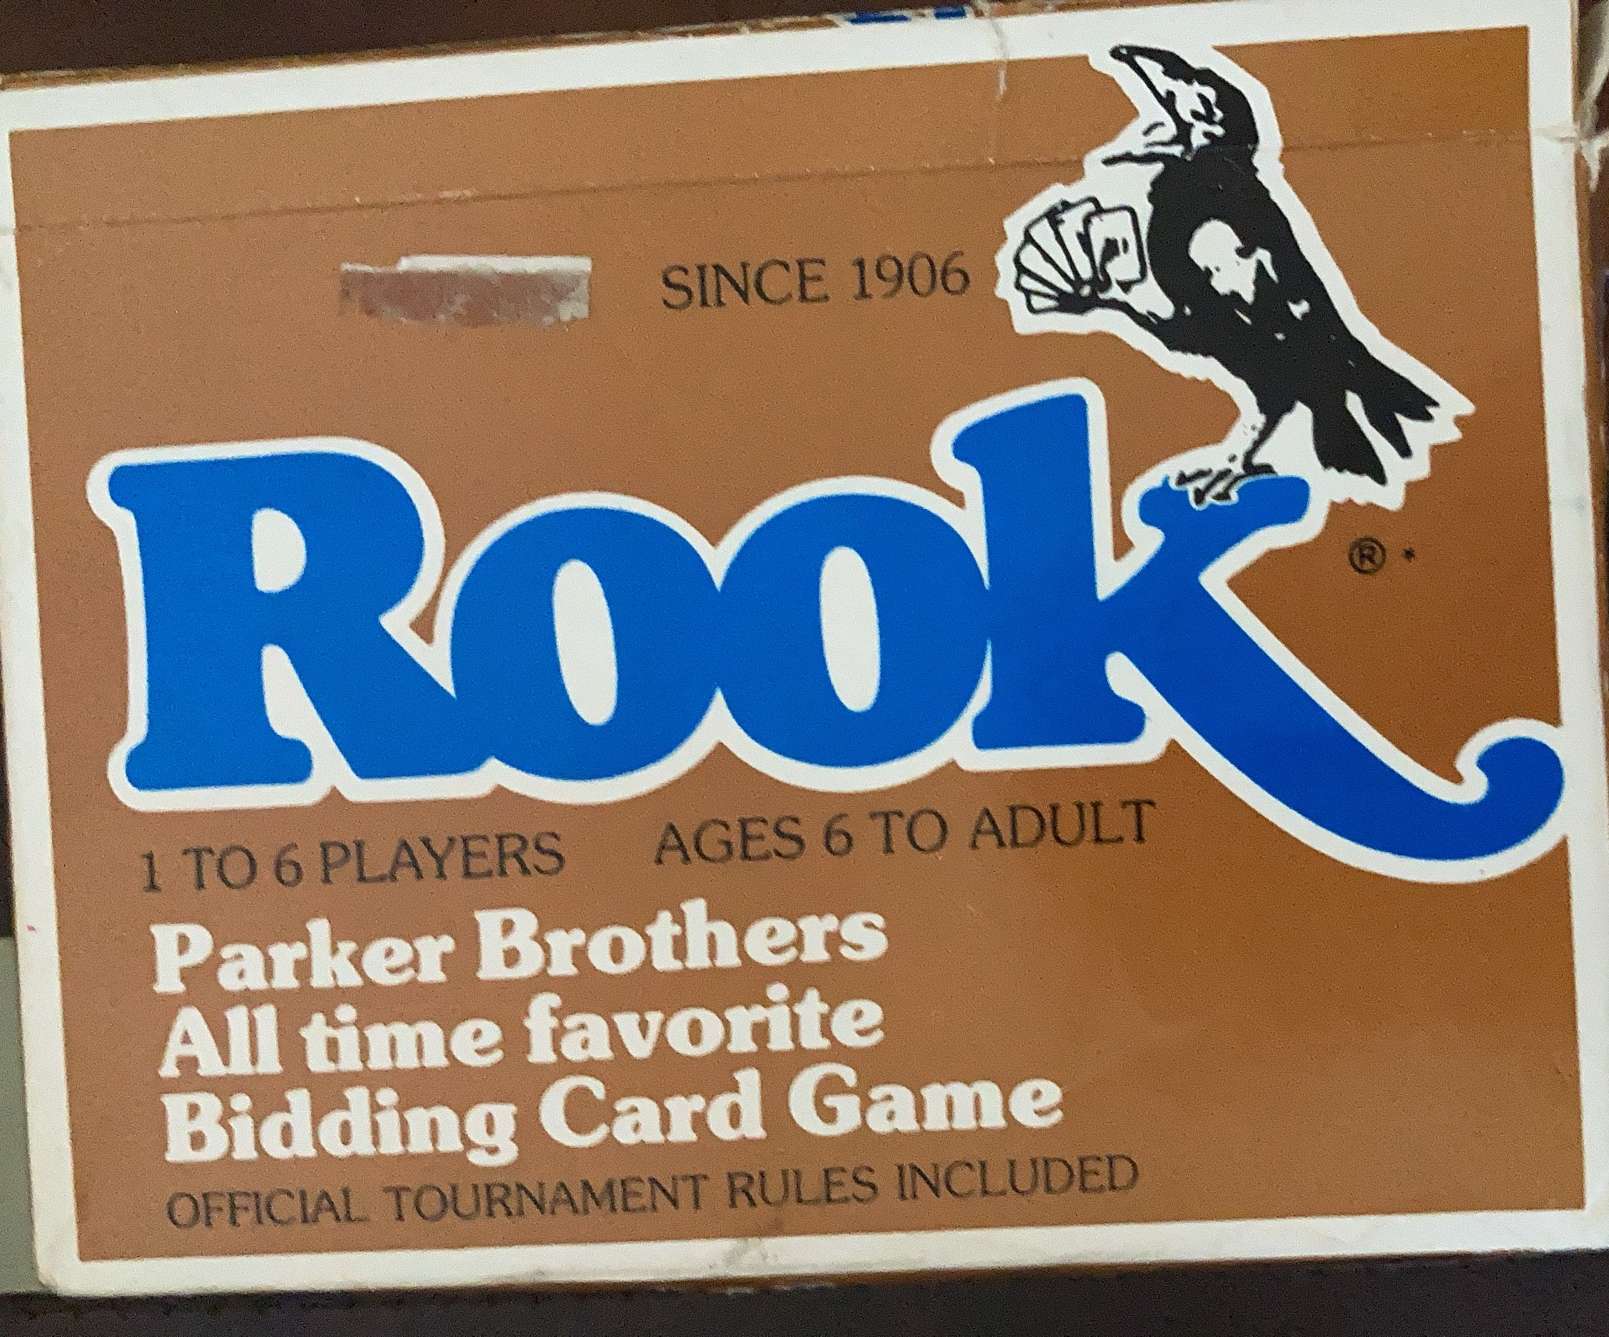 SINCE 1906
Rook
® *
1 TO 6 PLAYERS AGES 6 TO ADULT
Parker Brothers
All time favorite
Bidding Card Game
OFFICIAL TOURNAMENT RULES INCLUDED